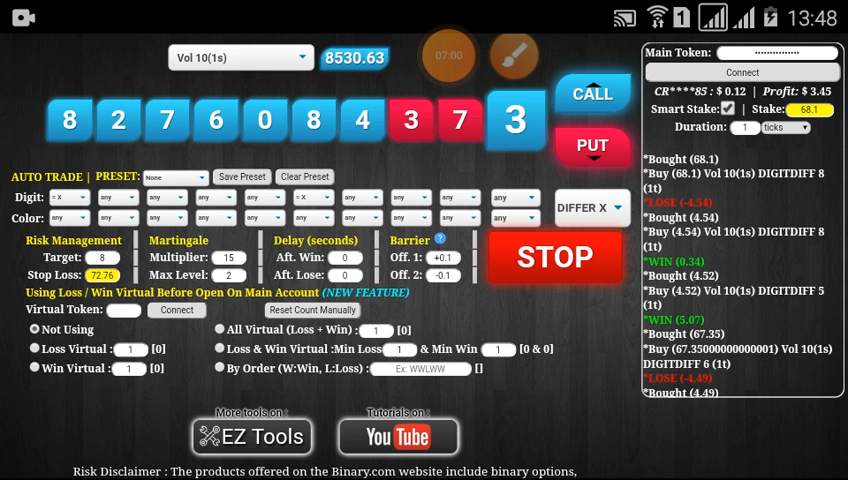 13:48
1
Vol 10(1s)
8530.63
07:00
8 2 7 6 0 8 4 3 7 3
CALL
PUT
AUTO TRADE | PRESET: None Save Preset Clear Preset
Digit: = X any any any any = X any any any any
Color: any any any any any any any any any any
DIFFER X
Risk Management
Target: 8
Stop Loss: 72.76
Martingale
Multiplier: 15
Max Level: 2
Delay (seconds)
Aft. Win: 0
Aft. Lose: 0
Barrier ?
Off. 1: +0.1
Off. 2: -0.1
STOP
Using Loss / Win Virtual Before Open On Main Account (NEW FEATURE)
Virtual Token: Connect Reset Count Manually
Not Using
All Virtual (Loss + Win) : 1 [0]
Loss Virtual : 1 [0]
Loss & Win Virtual :Min Loss 1 & Min Win 1 [0 & 0]
Win Virtual : 1 [0]
By Order (W:Win, L:Loss) : Ex: WWLWW []
More tools on :
EZ Tools
Tutorials on :
YouTube
Risk Disclaimer : The products offered on the Binary.com website include binary options,
Main Token: ················
Connect
CR****85 : $ 0.12 | Profit: $ 3.45
Smart Stake: | Stake: 68.1
Duration: 1 ticks
*Bought (68.1)
*Buy (68.1) Vol 10(1s) DIGITDIFF 8
(1t)
*LOSE (-4.54)
*Bought (4.54)
*Buy (4.54) Vol 10(1s) DIGITDIFF 8
(1t)
*WIN (0.34)
*Bought (4.52)
*Buy (4.52) Vol 10(1s) DIGITDIFF 5
(1t)
*WIN (5.07)
*Bought (67.35)
*Buy (67.35000000000001) Vol 10(1s)
DIGITDIFF 6 (1t)
*LOSE (-4.49)
*Bought (4.49)